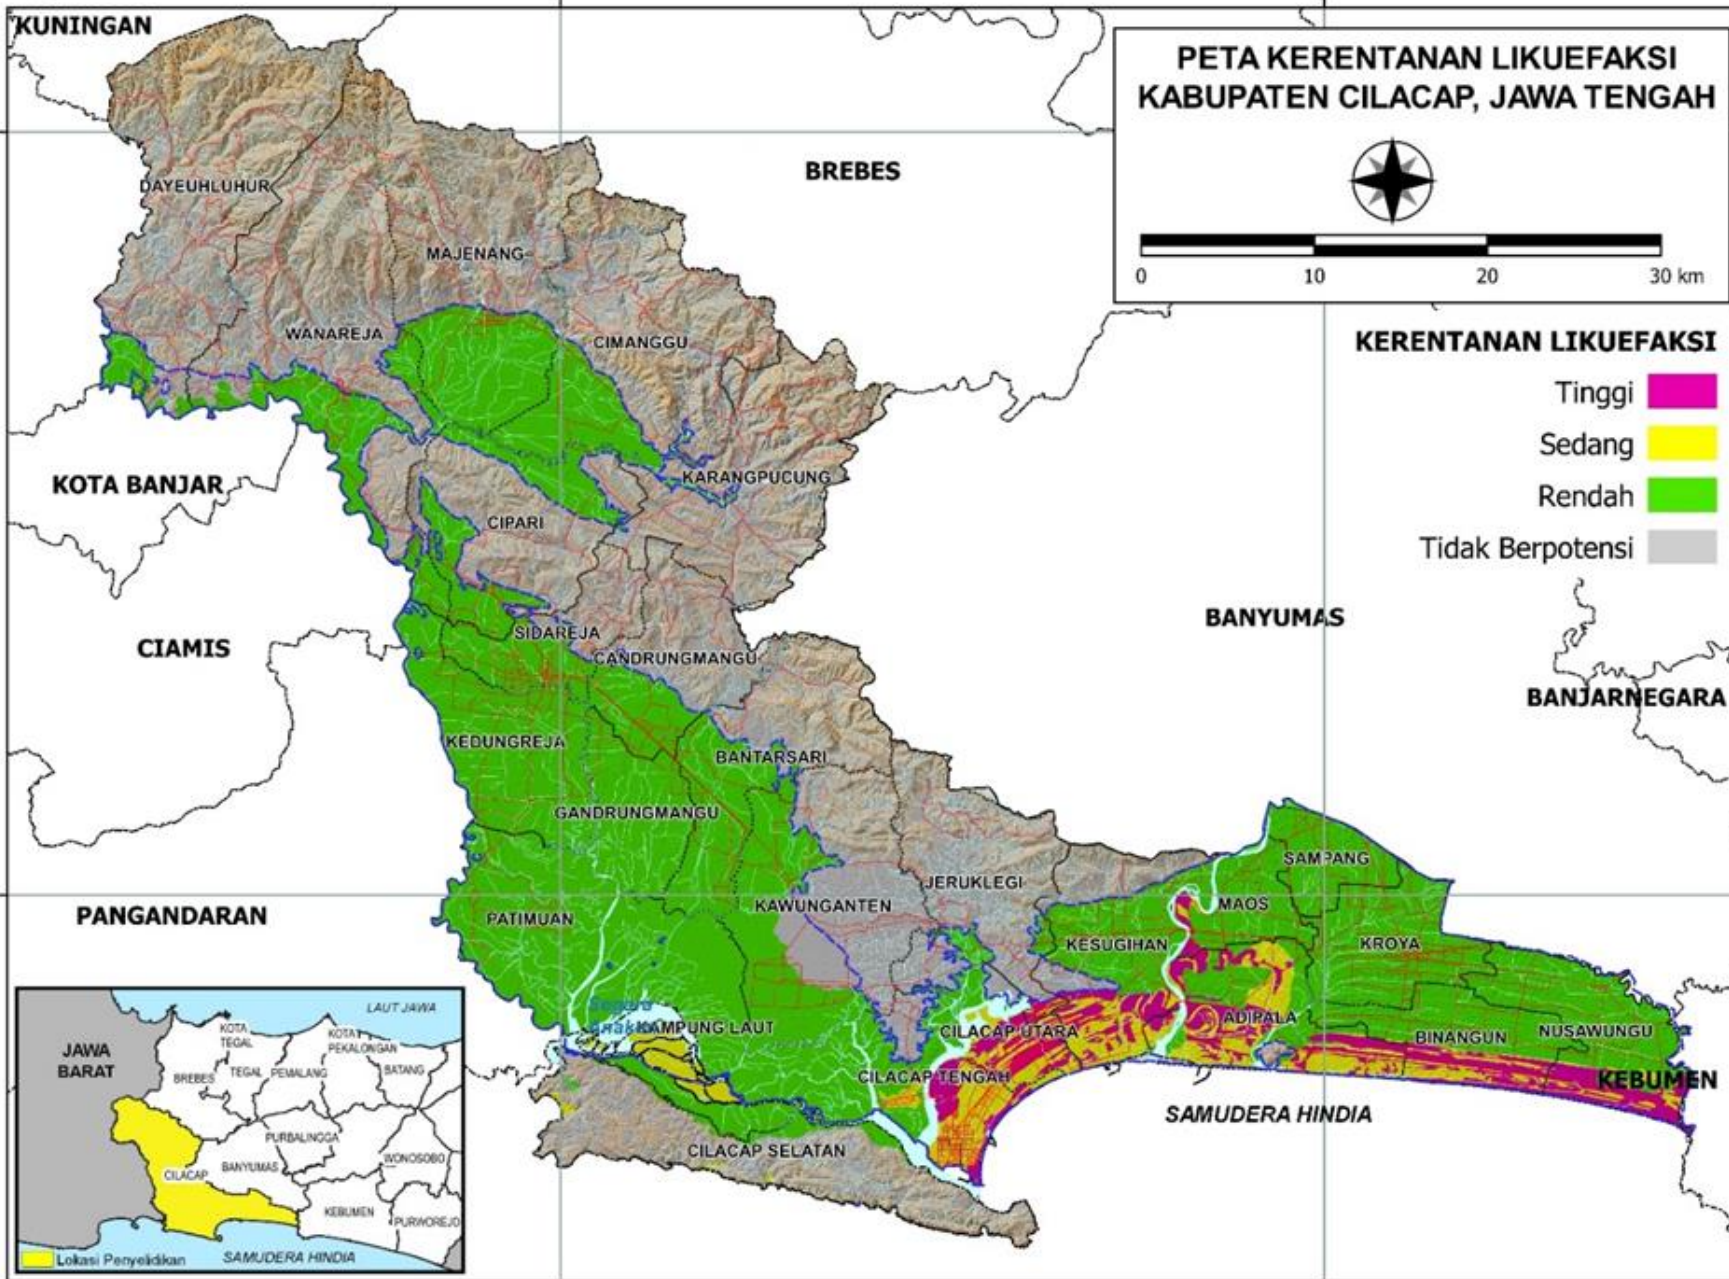 KUNINGAN
PETA KERENTANAN LIKUEFAKSI
KABUPATEN CILACAP, JAWA TENGAH
0 10 20 30 km
BREBES
DAYEUHLUHUR
MAJENANG
WANAREJA
CIMANGGU
KERENTANAN LIKUEFAKSI
Tinggi
Sedang
Rendah
Tidak Berpotensi
KOTA BANJAR
KARANGPUCUNG
CIPARI
CIAMIS
SIDAREJA
CANDRUNGMANGU
BANYUMAS
BANJARNEGARA
KEDUNGREJA
BANTARSARI
GANDRUNGMANGU
SAMPANG
JERUKLEGI
PANGANDARAN
PATIMUAN
KAWUNGANTEN
MAOS
KESUGIHAN
KROYA
Segara
Anakan
KAMPUNG LAUT
CILACAP UTARA
ADIPALA
BINANGUN
NUSAWUNGU
CILACAP TENGAH
KEBUMEN
SAMUDERA HINDIA
CILACAP SELATAN
LAUT JAWA
JAWA
BARAT
KOTA
TEGAL
KOTA
PEKALONGAN
BREBES
TEGAL
PEMALANG
BATANG
PURBALINGGA
CILACAP
BANYUMAS
WONOSOBO
KEBUMEN
PURWOREJO
Lokasi Penyelidikan
SAMUDERA HINDIA